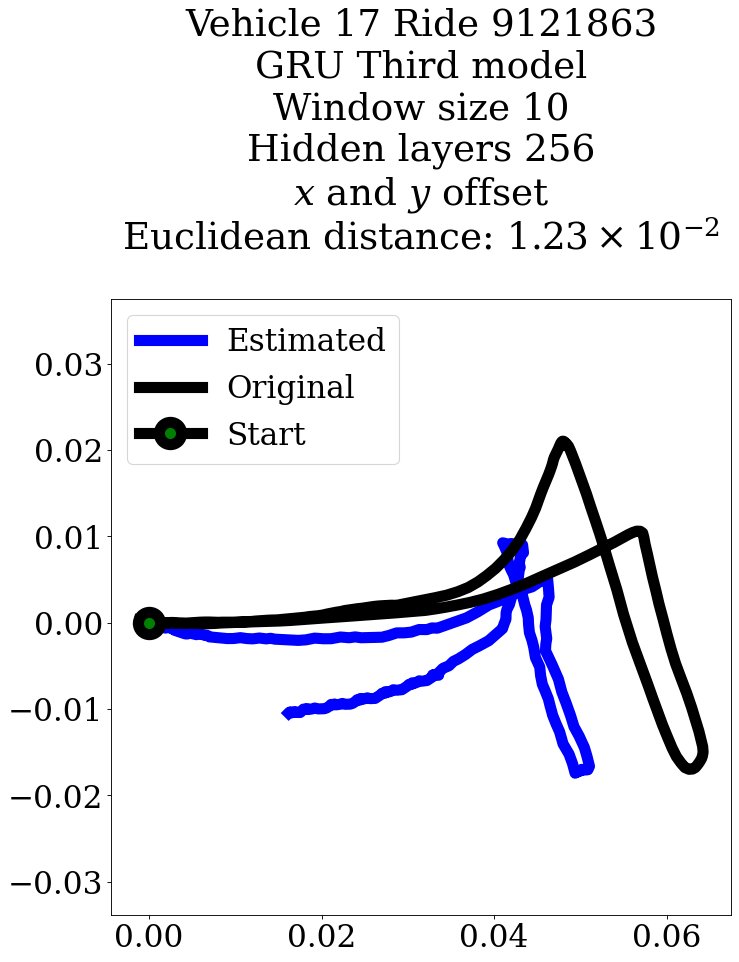 Vehicle 17 Ride 9121863
GRU Third model
Window size 10
Hidden layers 256
x and y offset
Euclidean distance: 1.23 × 10⁻²
Estimated
Original
Start
0.03
0.02
0.01
0.00
−0.01
−0.02
−0.03
0.00 0.02 0.04 0.06